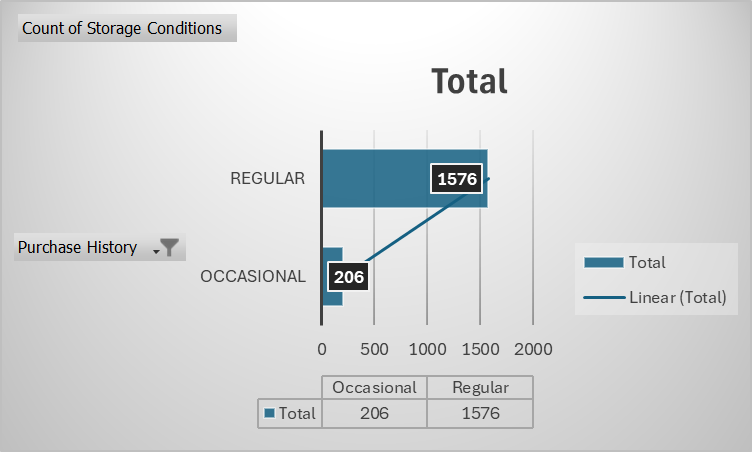 Count of Storage Conditions
Total
REGULAR
1576
Purchase History
OCCASIONAL
206
Total
Linear (Total)
0 500 1000 1500 2000
Occasional Regular
Total 206 1576